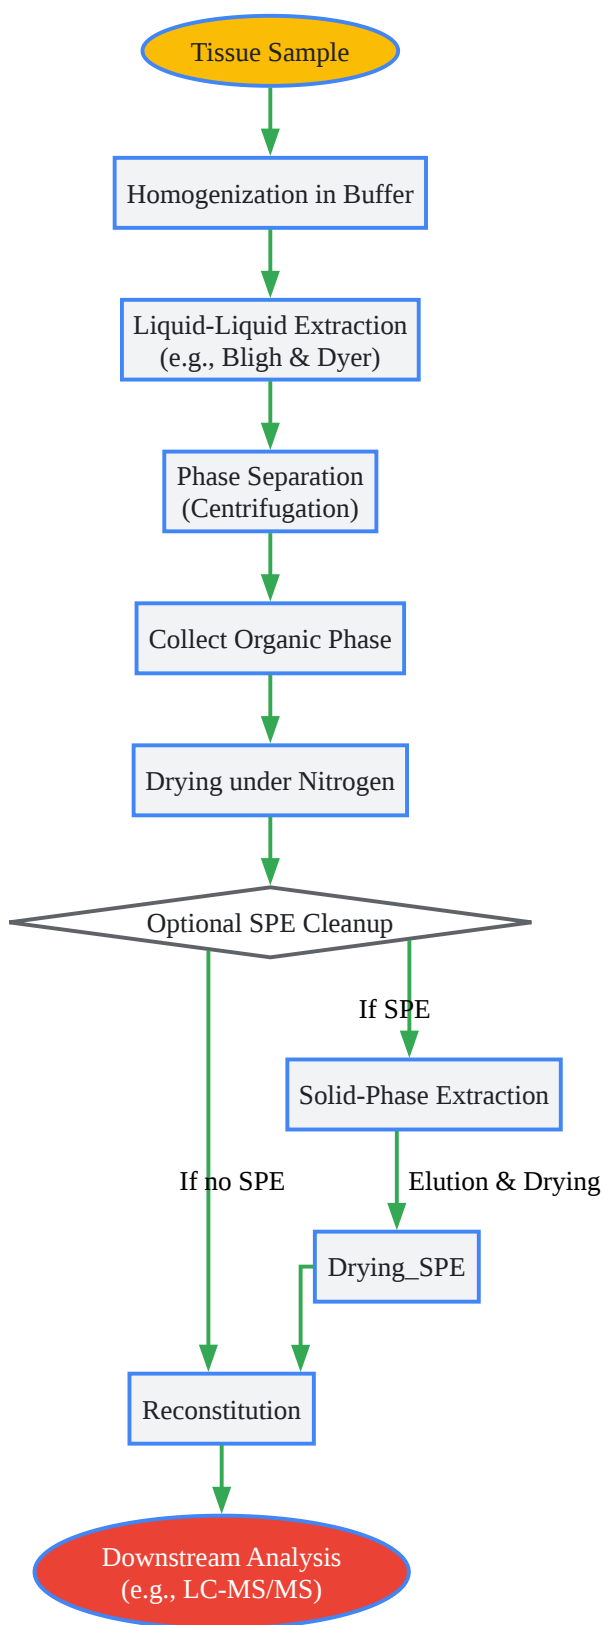 Tissue Sample
Homogenization in Buffer
Liquid-Liquid Extraction
(e.g., Bligh & Dyer)
Phase Separation
(Centrifugation)
Collect Organic Phase
Drying under Nitrogen
Optional SPE Cleanup
If SPE
Solid-Phase Extraction
If no SPE
Elution & Drying
Drying_SPE
Reconstitution
Downstream Analysis
(e.g., LC-MS/MS)